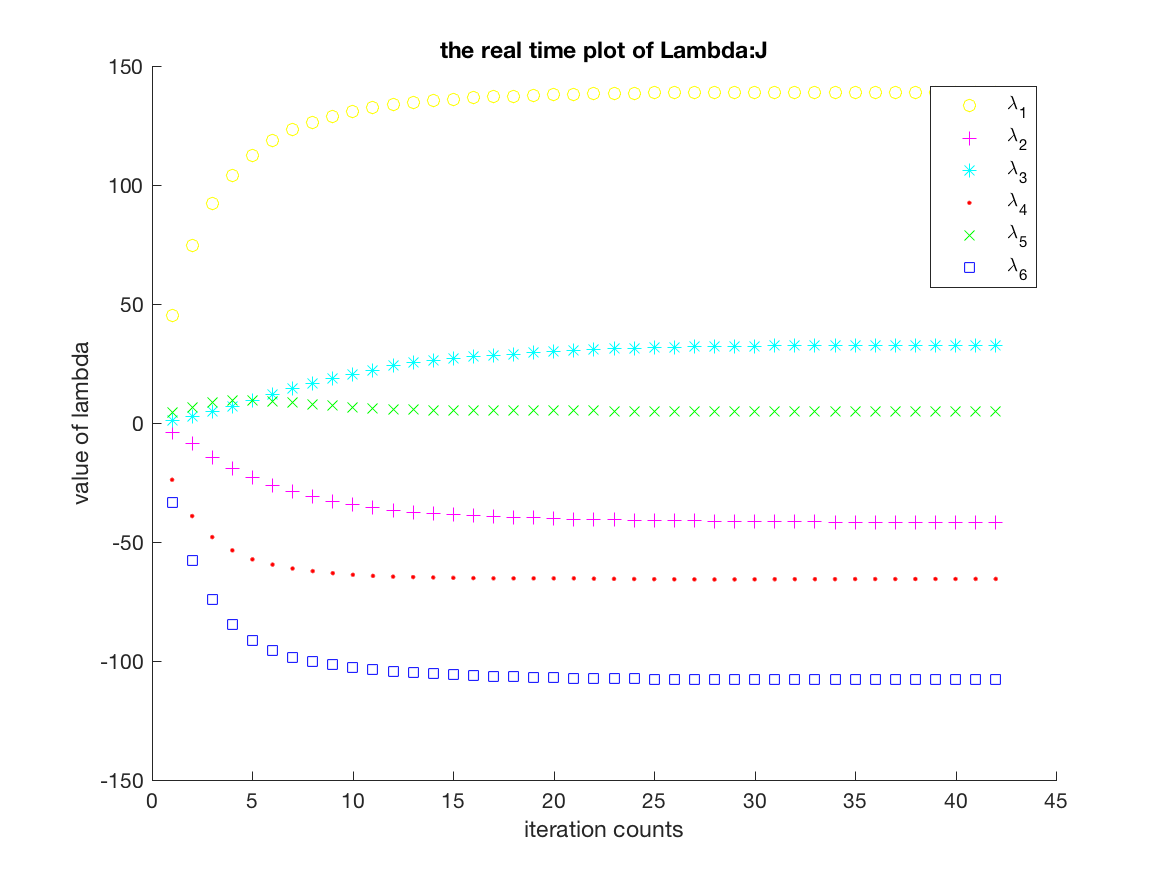 the real time plot of Lambda:J
150
100
50
0
-50
-100
-150
value of lambda
0 5 10 15 20 25 30 35 40 45
iteration counts
λ1
λ2
λ3
λ4
λ5
λ6